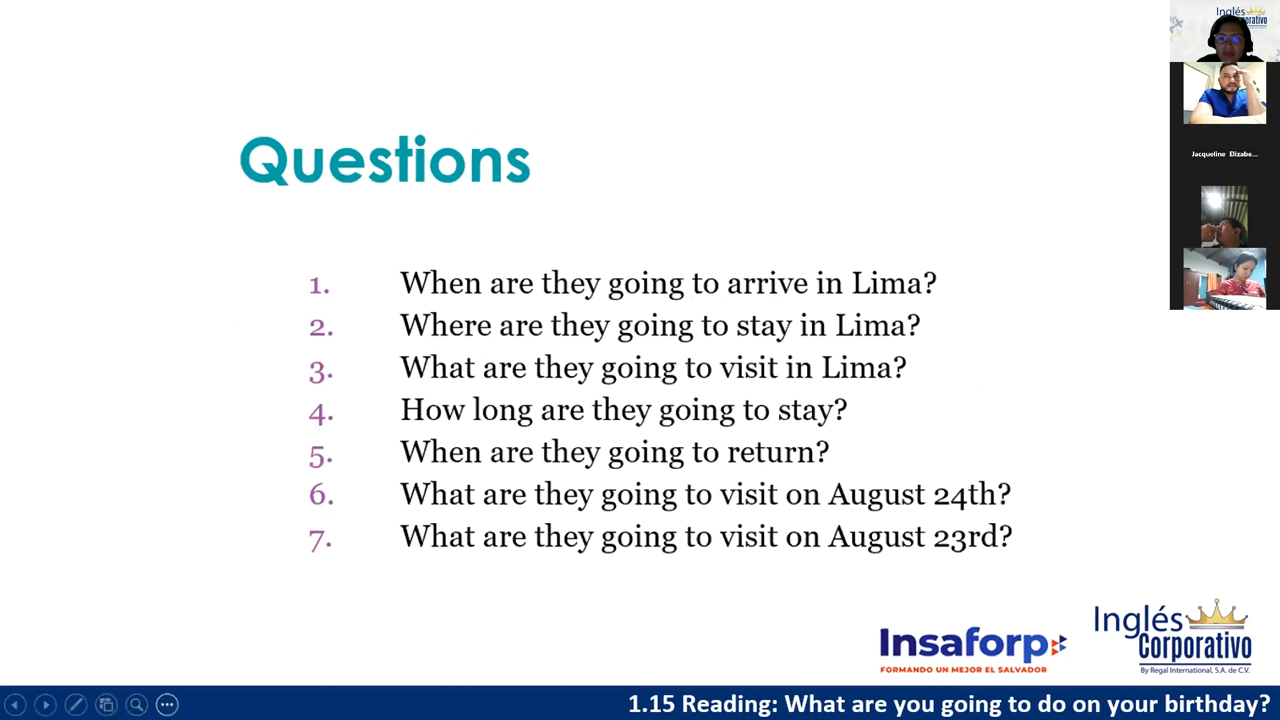 Inglés
Corporativo
Jacqueline Elizabe...
Questions
1. When are they going to arrive in Lima?
2. Where are they going to stay in Lima?
3. What are they going to visit in Lima?
4. How long are they going to stay?
5. When are they going to return?
6. What are they going to visit on August 24th?
7. What are they going to visit on August 23rd?
Insaforp
FORMANDO UN MEJOR EL SALVADOR
Inglés
Corporativo
By Regal International, S.A. de C.V.
1.15 Reading: What are you going to do on your birthday?